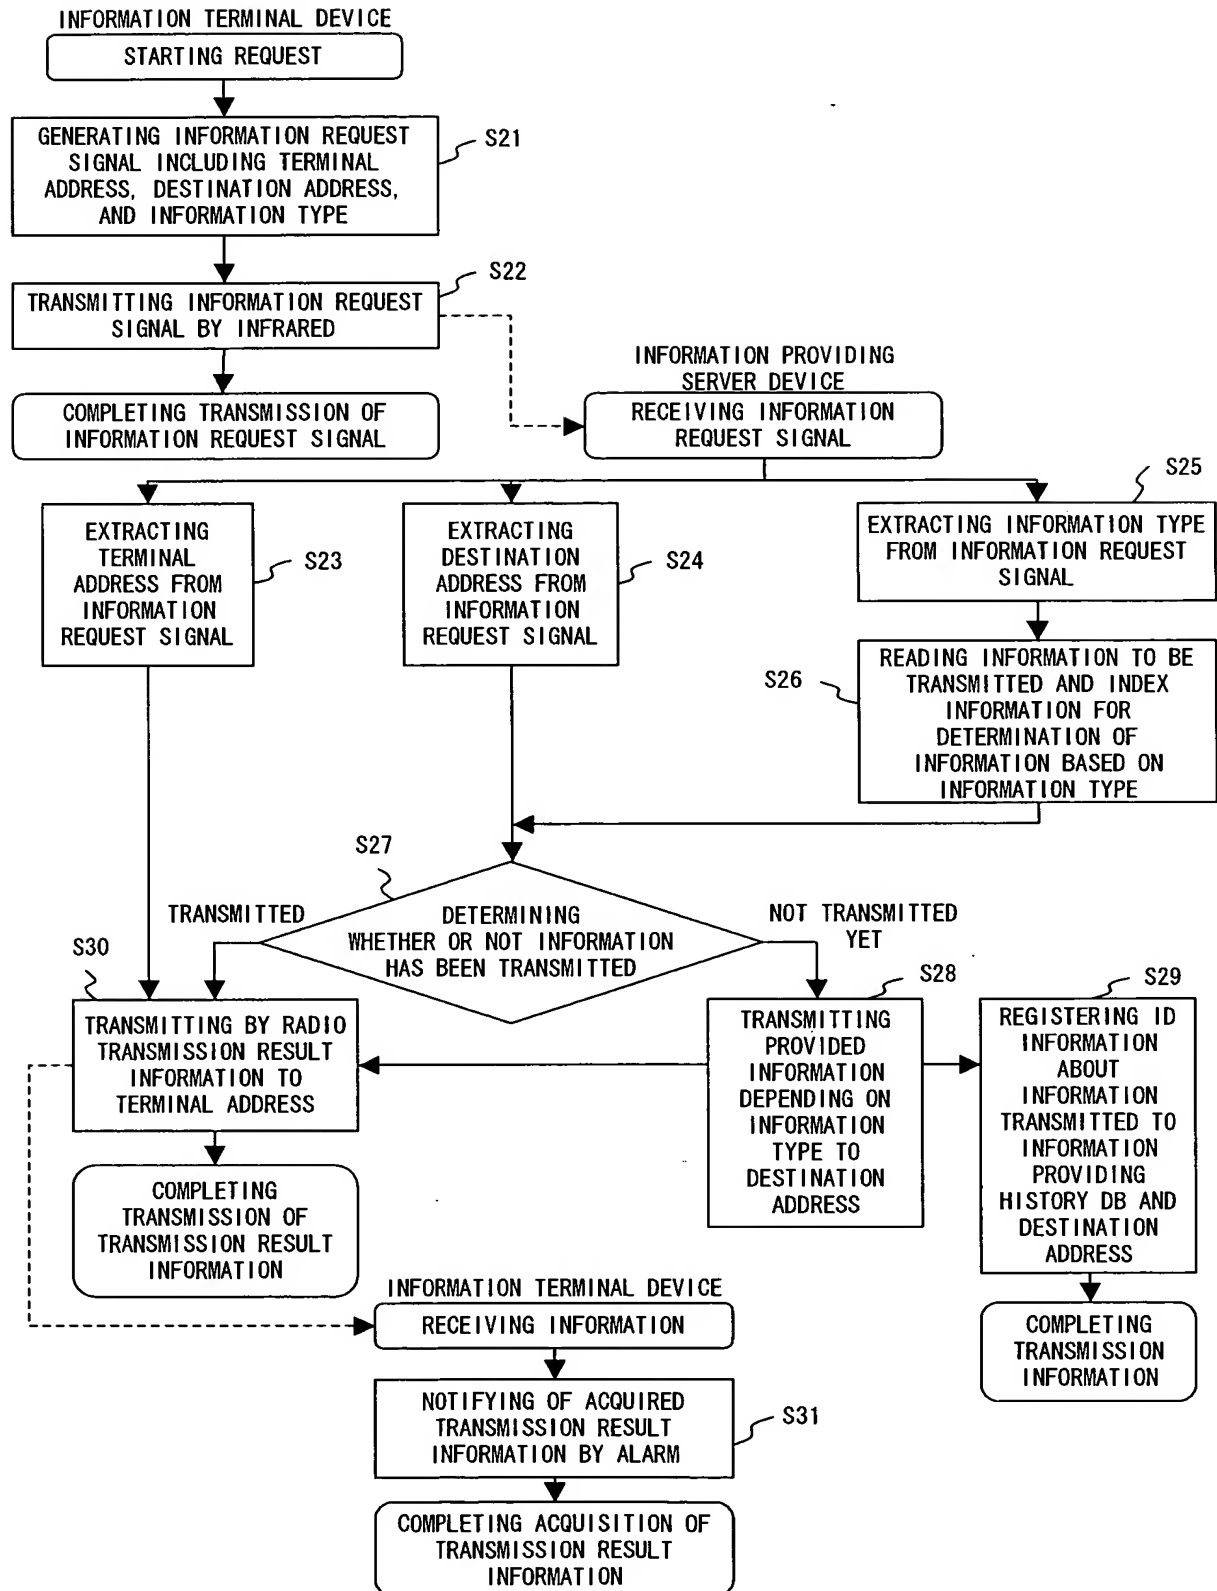 INFORMATION TERMINAL DEVICE
STARTING REQUEST
GENERATING INFORMATION REQUEST
SIGNAL INCLUDING TERMINAL
ADDRESS, DESTINATION ADDRESS,
AND INFORMATION TYPE
S21
TRANSMITTING INFORMATION REQUEST
SIGNAL BY INFRARED
S22
COMPLETING TRANSMISSION OF
INFORMATION REQUEST SIGNAL
INFORMATION PROVIDING
SERVER DEVICE
RECEIVING INFORMATION
REQUEST SIGNAL
EXTRACTING
TERMINAL
ADDRESS FROM
INFORMATION
REQUEST SIGNAL
S23
EXTRACTING
DESTINATION
ADDRESS FROM
INFORMATION
REQUEST SIGNAL
S24
S25
EXTRACTING INFORMATION TYPE
FROM INFORMATION REQUEST
SIGNAL
S26
READING INFORMATION TO BE
TRANSMITTED AND INDEX
INFORMATION FOR
DETERMINATION OF
INFORMATION BASED ON
INFORMATION TYPE
S27
DETERMINING
WHETHER OR NOT INFORMATION
HAS BEEN TRANSMITTED
TRANSMITTED
NOT TRANSMITTED
YET
S30
TRANSMITTING BY RADIO
TRANSMISSION RESULT
INFORMATION TO
TERMINAL ADDRESS
S28
TRANSMITTING
PROVIDED
INFORMATION
DEPENDING ON
INFORMATION
TYPE TO
DESTINATION
ADDRESS
S29
REGISTERING ID
INFORMATION
ABOUT
INFORMATION
TRANSMITTED TO
INFORMATION
PROVIDING
HISTORY DB AND
DESTINATION
ADDRESS
COMPLETING
TRANSMISSION OF
TRANSMISSION RESULT
INFORMATION
COMPLETING
TRANSMISSION
INFORMATION
INFORMATION TERMINAL DEVICE
RECEIVING INFORMATION
NOTIFYING OF ACQUIRED
TRANSMISSION RESULT
INFORMATION BY ALARM
S31
COMPLETING ACQUISITION OF
TRANSMISSION RESULT
INFORMATION